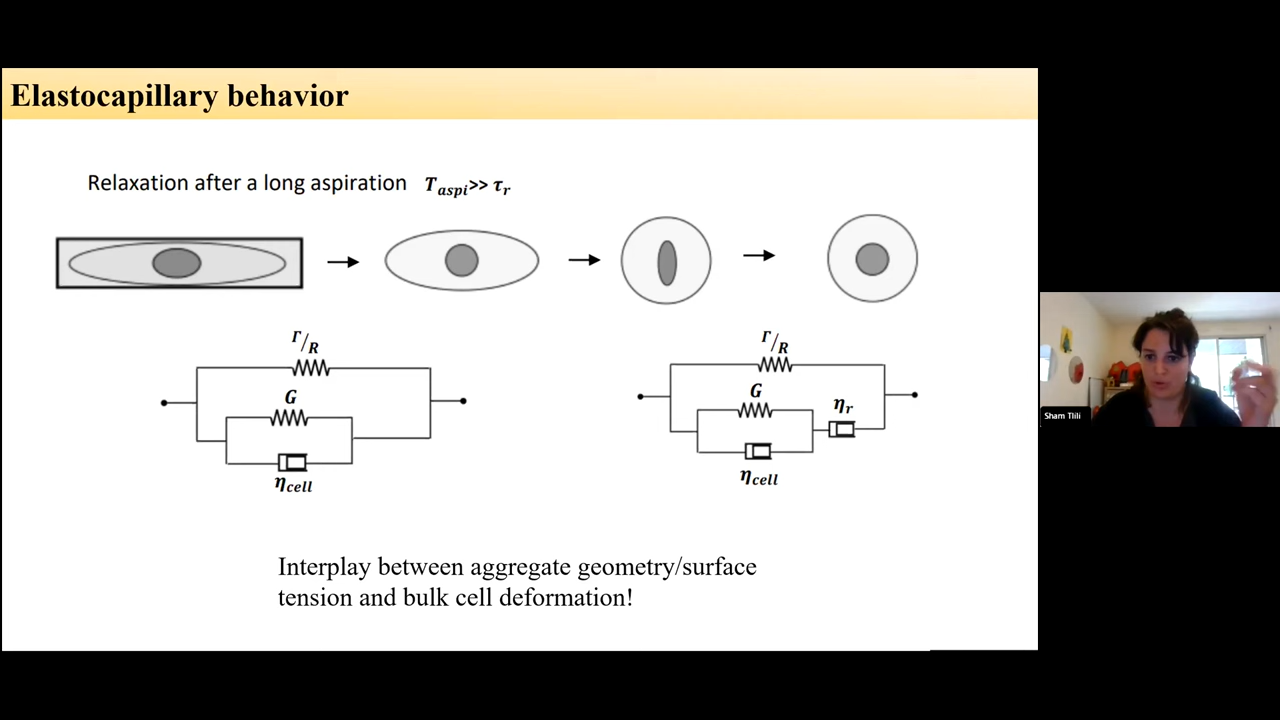 Elastocapillary behavior
Relaxation after a long aspiration T_aspi>> τ_r
Γ/R
G
η_cell
Γ/R
G
η_r
η_cell
Interplay between aggregate geometry/surface
tension and bulk cell deformation!
Sham Tlili